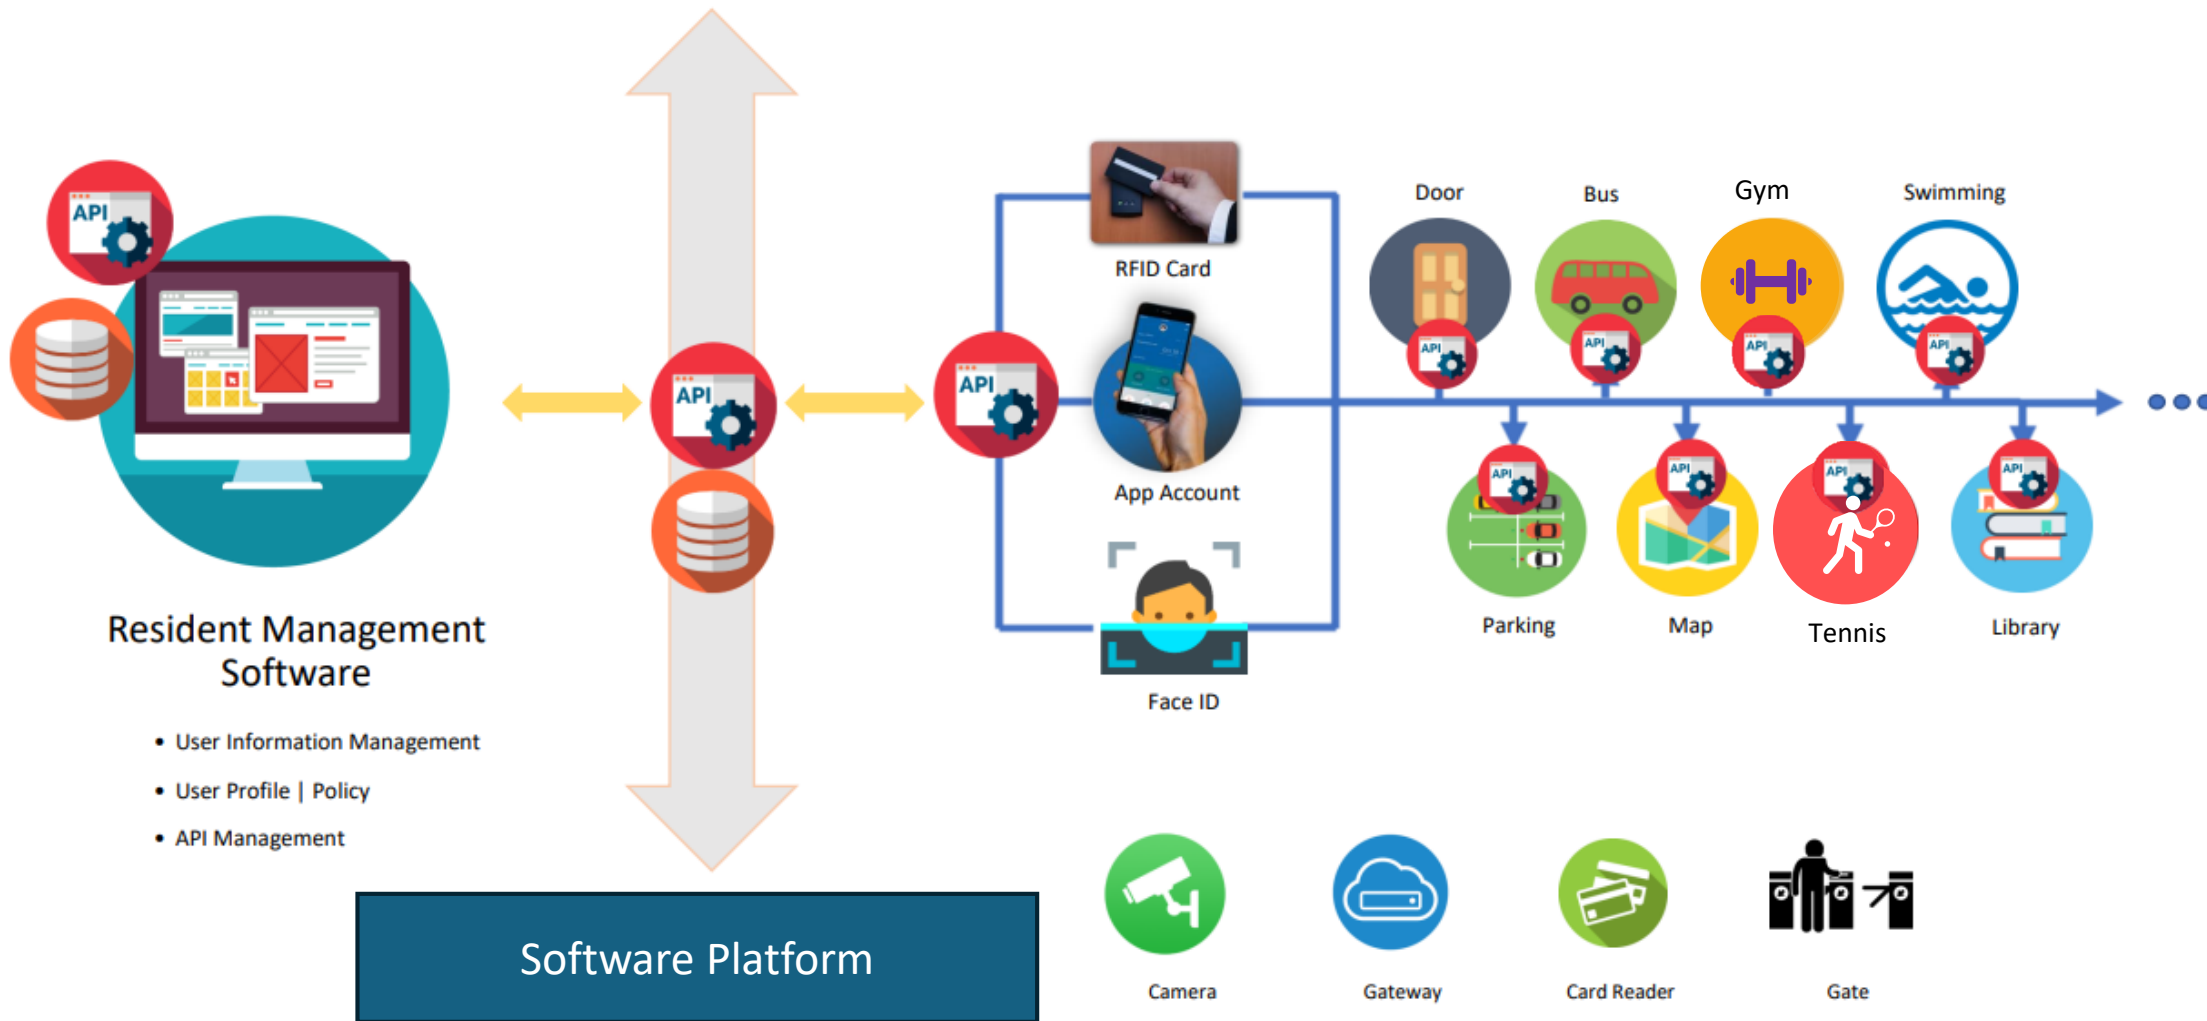 API
Resident Management
Software
• User Information Management
• User Profile | Policy
• API Management
API
Software Platform
API
RFID Card
App Account
Face ID
Door
Bus
Gym
Swimming
API
API
API
API
API
API
API
API
Parking
Map
Tennis
Library
Camera
Gateway
Card Reader
Gate